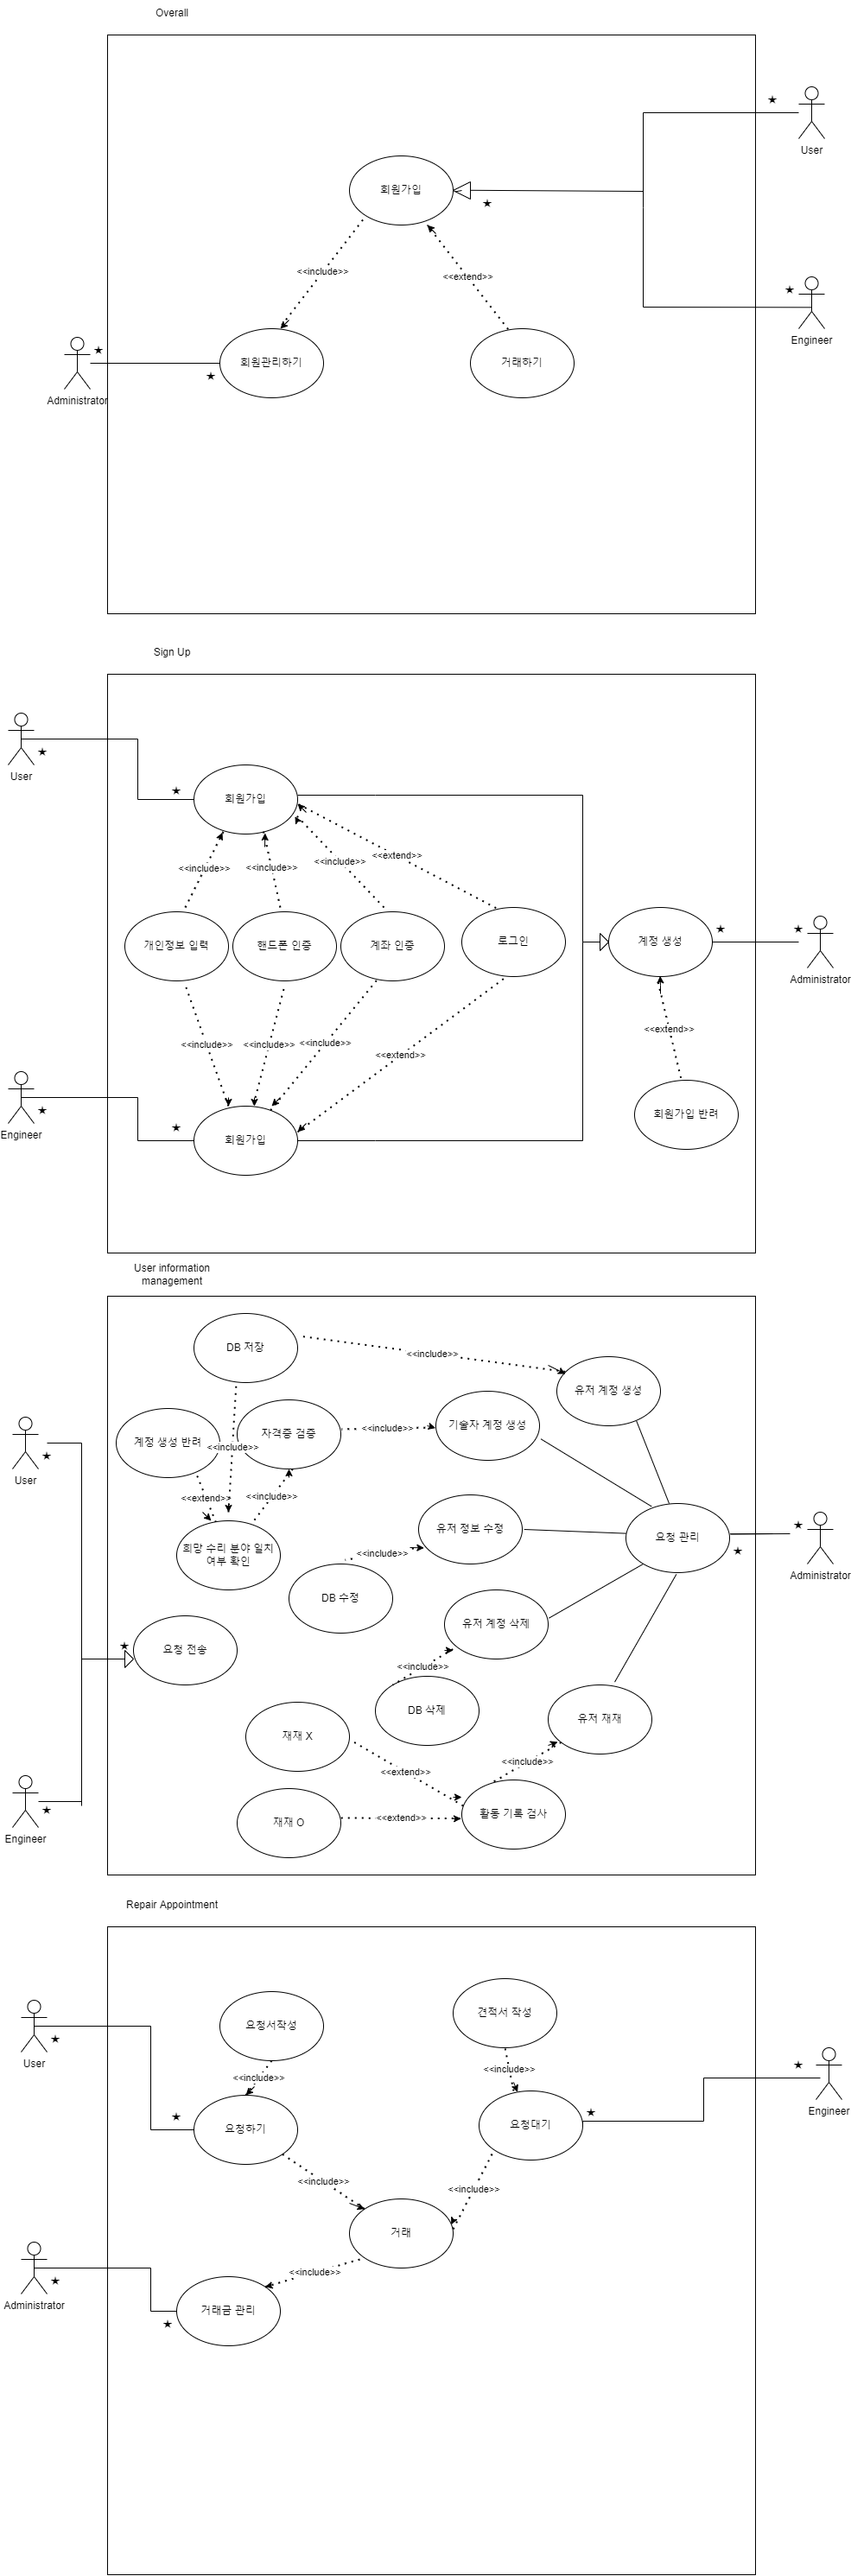 Overall
★
User
회원가입
★
<<include>>
<<extend>>
★
Engineer
★
Administrator
회원관리하기
★
거래하기
Sign Up
★
User
★
회원가입
<<include>>
<<include>>
<<include>>
<<extend>>
개인정보 입력
핸드폰 인증
계좌 인증
로그인
계정 생성
★
★
Administrator
<<include>>
<<include>>
<<include>>
<<extend>>
<<extend>>
★
Engineer
★
회원가입
회원가입 반려
User information
management
DB 저장
<<include>>
유저 계정 생성
★
User
계정 생성 반려
<<include>>
자격증 검증
<<include>>
기술자 계정 생성
<<extend>>
<<include>>
희망 수리 분야 일치
여부 확인
유저 정보 수정
<<include>>
DB 수정
요청 관리
★
★
Administrator
유저 계정 삭제
★
요청 전송
<<include>>
DB 삭제
유저 재재
재재 X
<<include>>
<<extend>>
★
Engineer
재재 O
<<extend>>
활동 기록 검사
Repair Appointment
★
User
요청서작성
견적서 작성
<<include>>
<<include>>
★
Engineer
★
요청하기
요청대기
★
<<include>>
<<include>>
거래
★
Administrator
<<include>>
거래금 관리
★